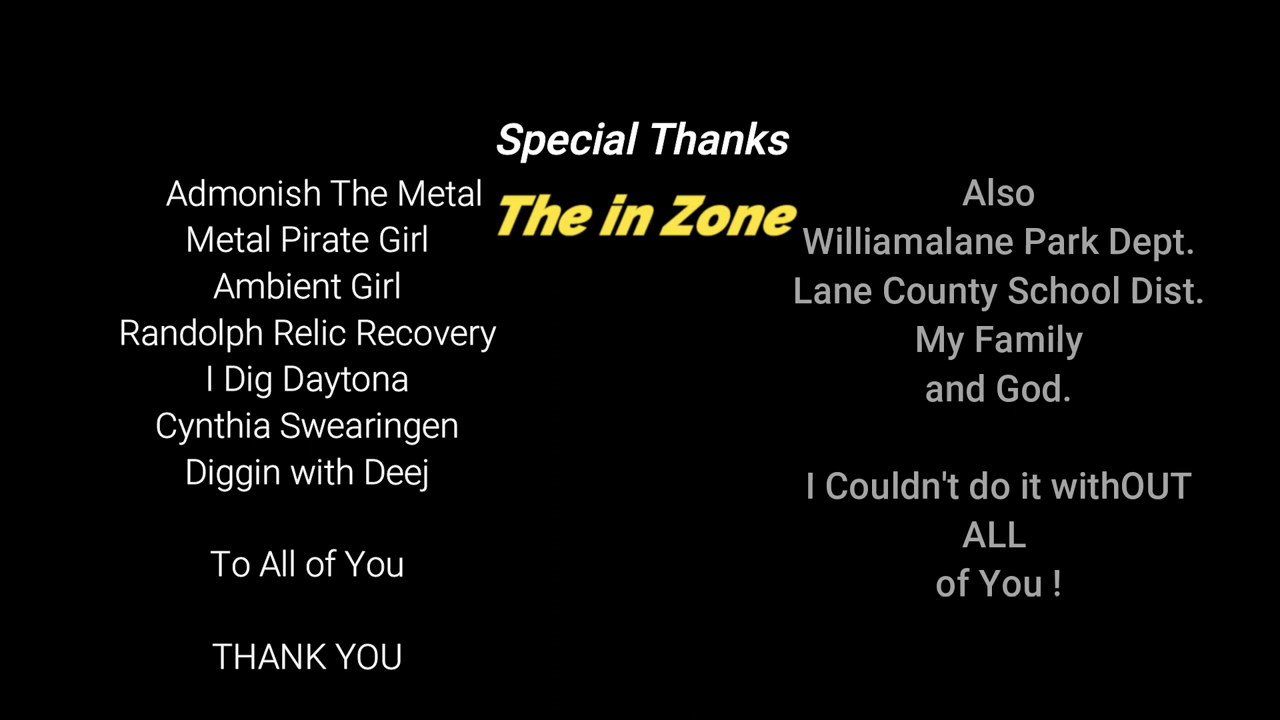 Special Thanks
The in Zone
Admonish The Metal
Metal Pirate Girl
Ambient Girl
Randolph Relic Recovery
I Dig Daytona
Cynthia Swearingen
Diggin with Deej
To All of You
THANK YOU
Also
Williamalane Park Dept.
Lane County School Dist.
My Family
and God.
I Couldn't do it withOUT
ALL
of You !